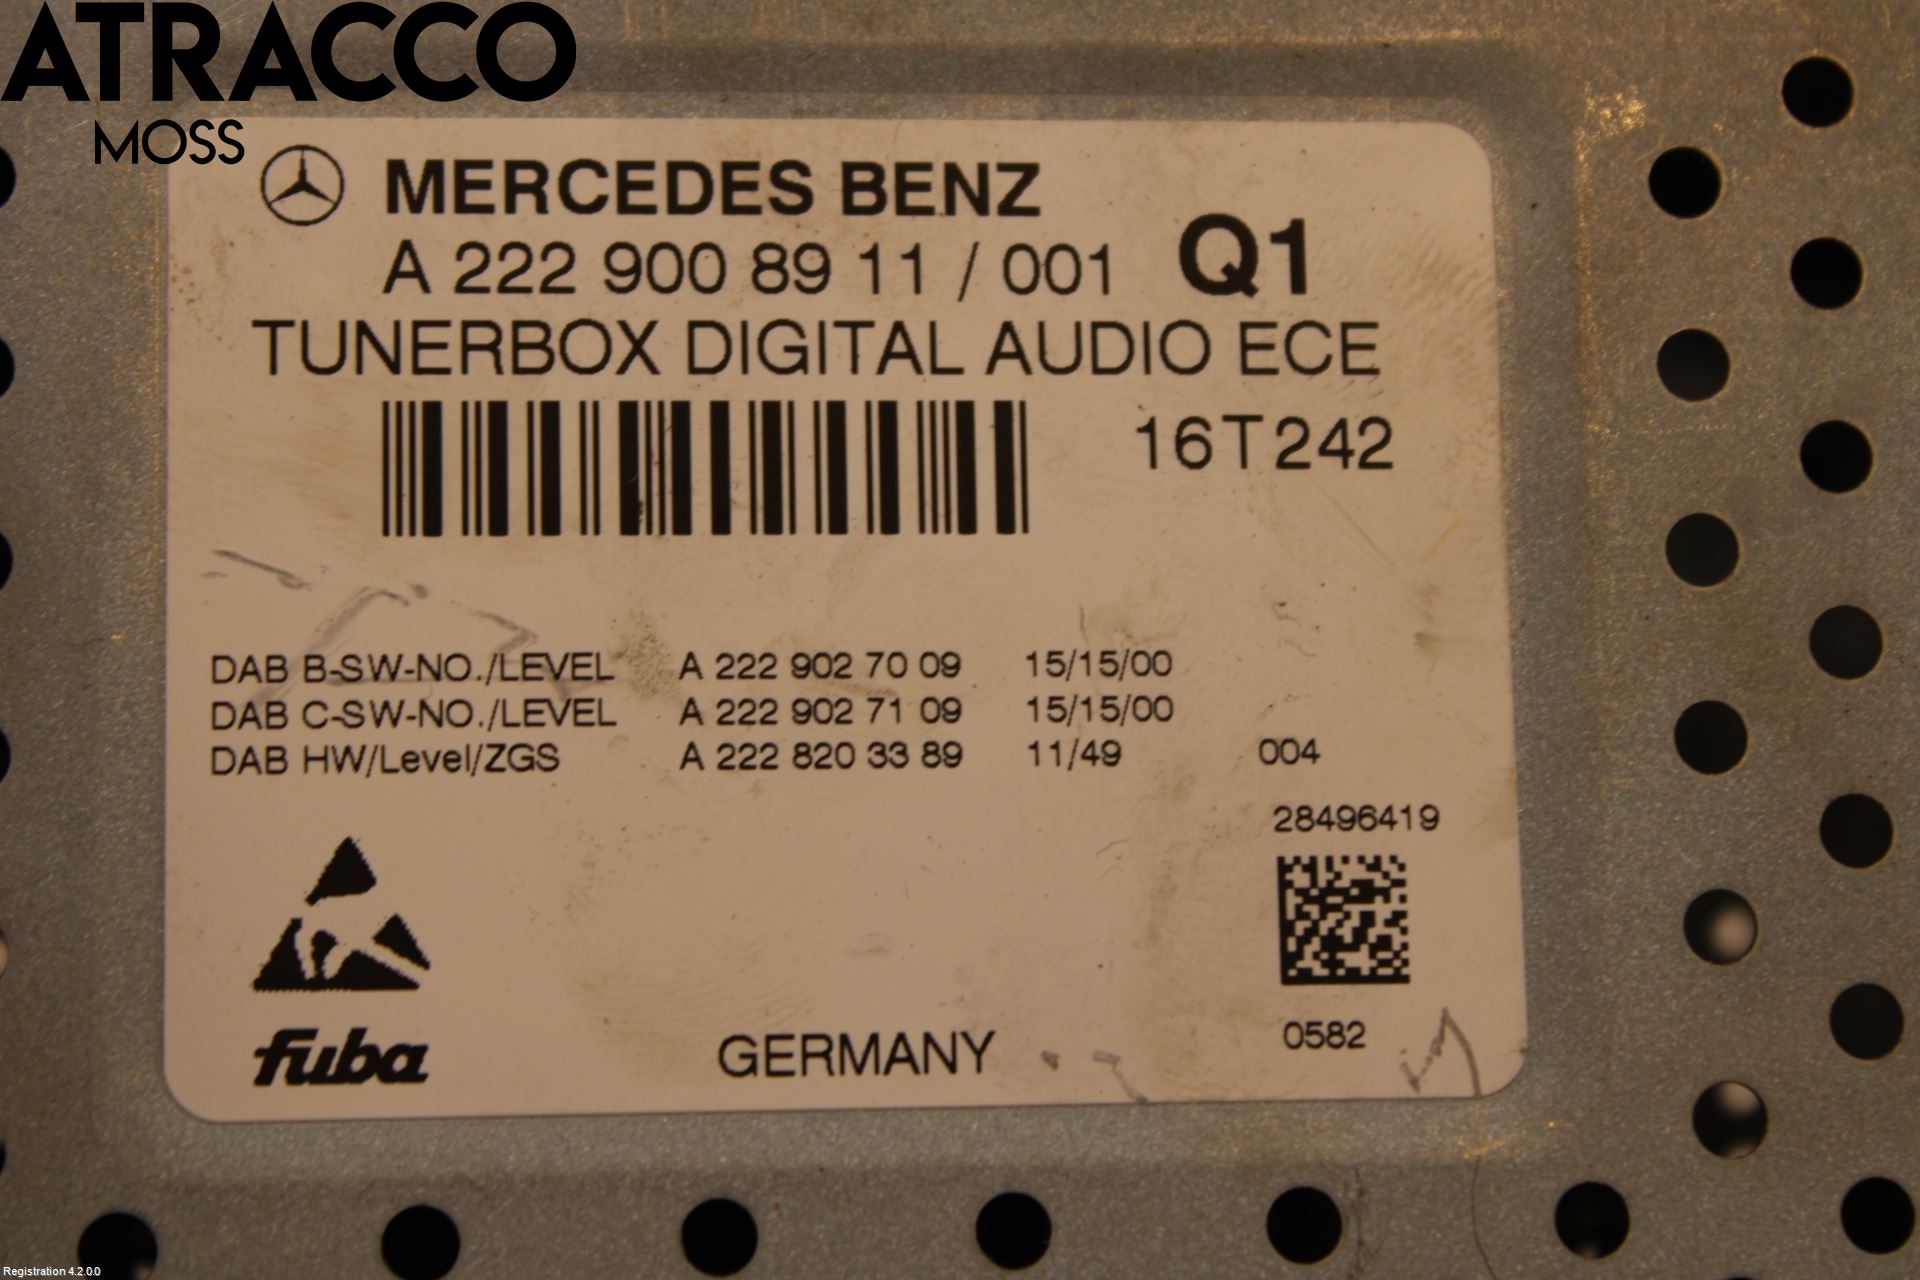 ATRACCO
MOSS
MERCEDES BENZ
A 222 900 89 11 / 001 Q1
TUNERBOX DIGITAL AUDIO ECE
16T242
DAB B-SW-NO./LEVEL A 222 902 70 09 15/15/00
DAB C-SW-NO./LEVEL A 222 902 71 09 15/15/00
DAB HW/Level/ZGS A 222 820 33 89 11/49 004
28496419
0582
fuba GERMANY
Registration 4.2.0.0